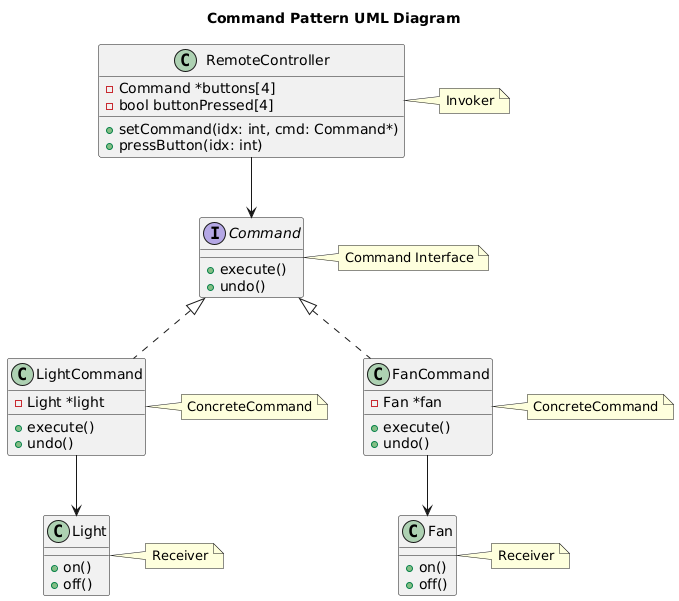 Command Pattern UML Diagram
C RemoteController
Command *buttons[4]
bool buttonPressed[4]
setCommand(idx: int, cmd: Command*)
pressButton(idx: int)
Invoker
I Command
execute()
undo()
Command Interface
C LightCommand
Light *light
execute()
undo()
ConcreteCommand
C FanCommand
Fan *fan
execute()
undo()
ConcreteCommand
C Light
on()
off()
Receiver
C Fan
on()
off()
Receiver